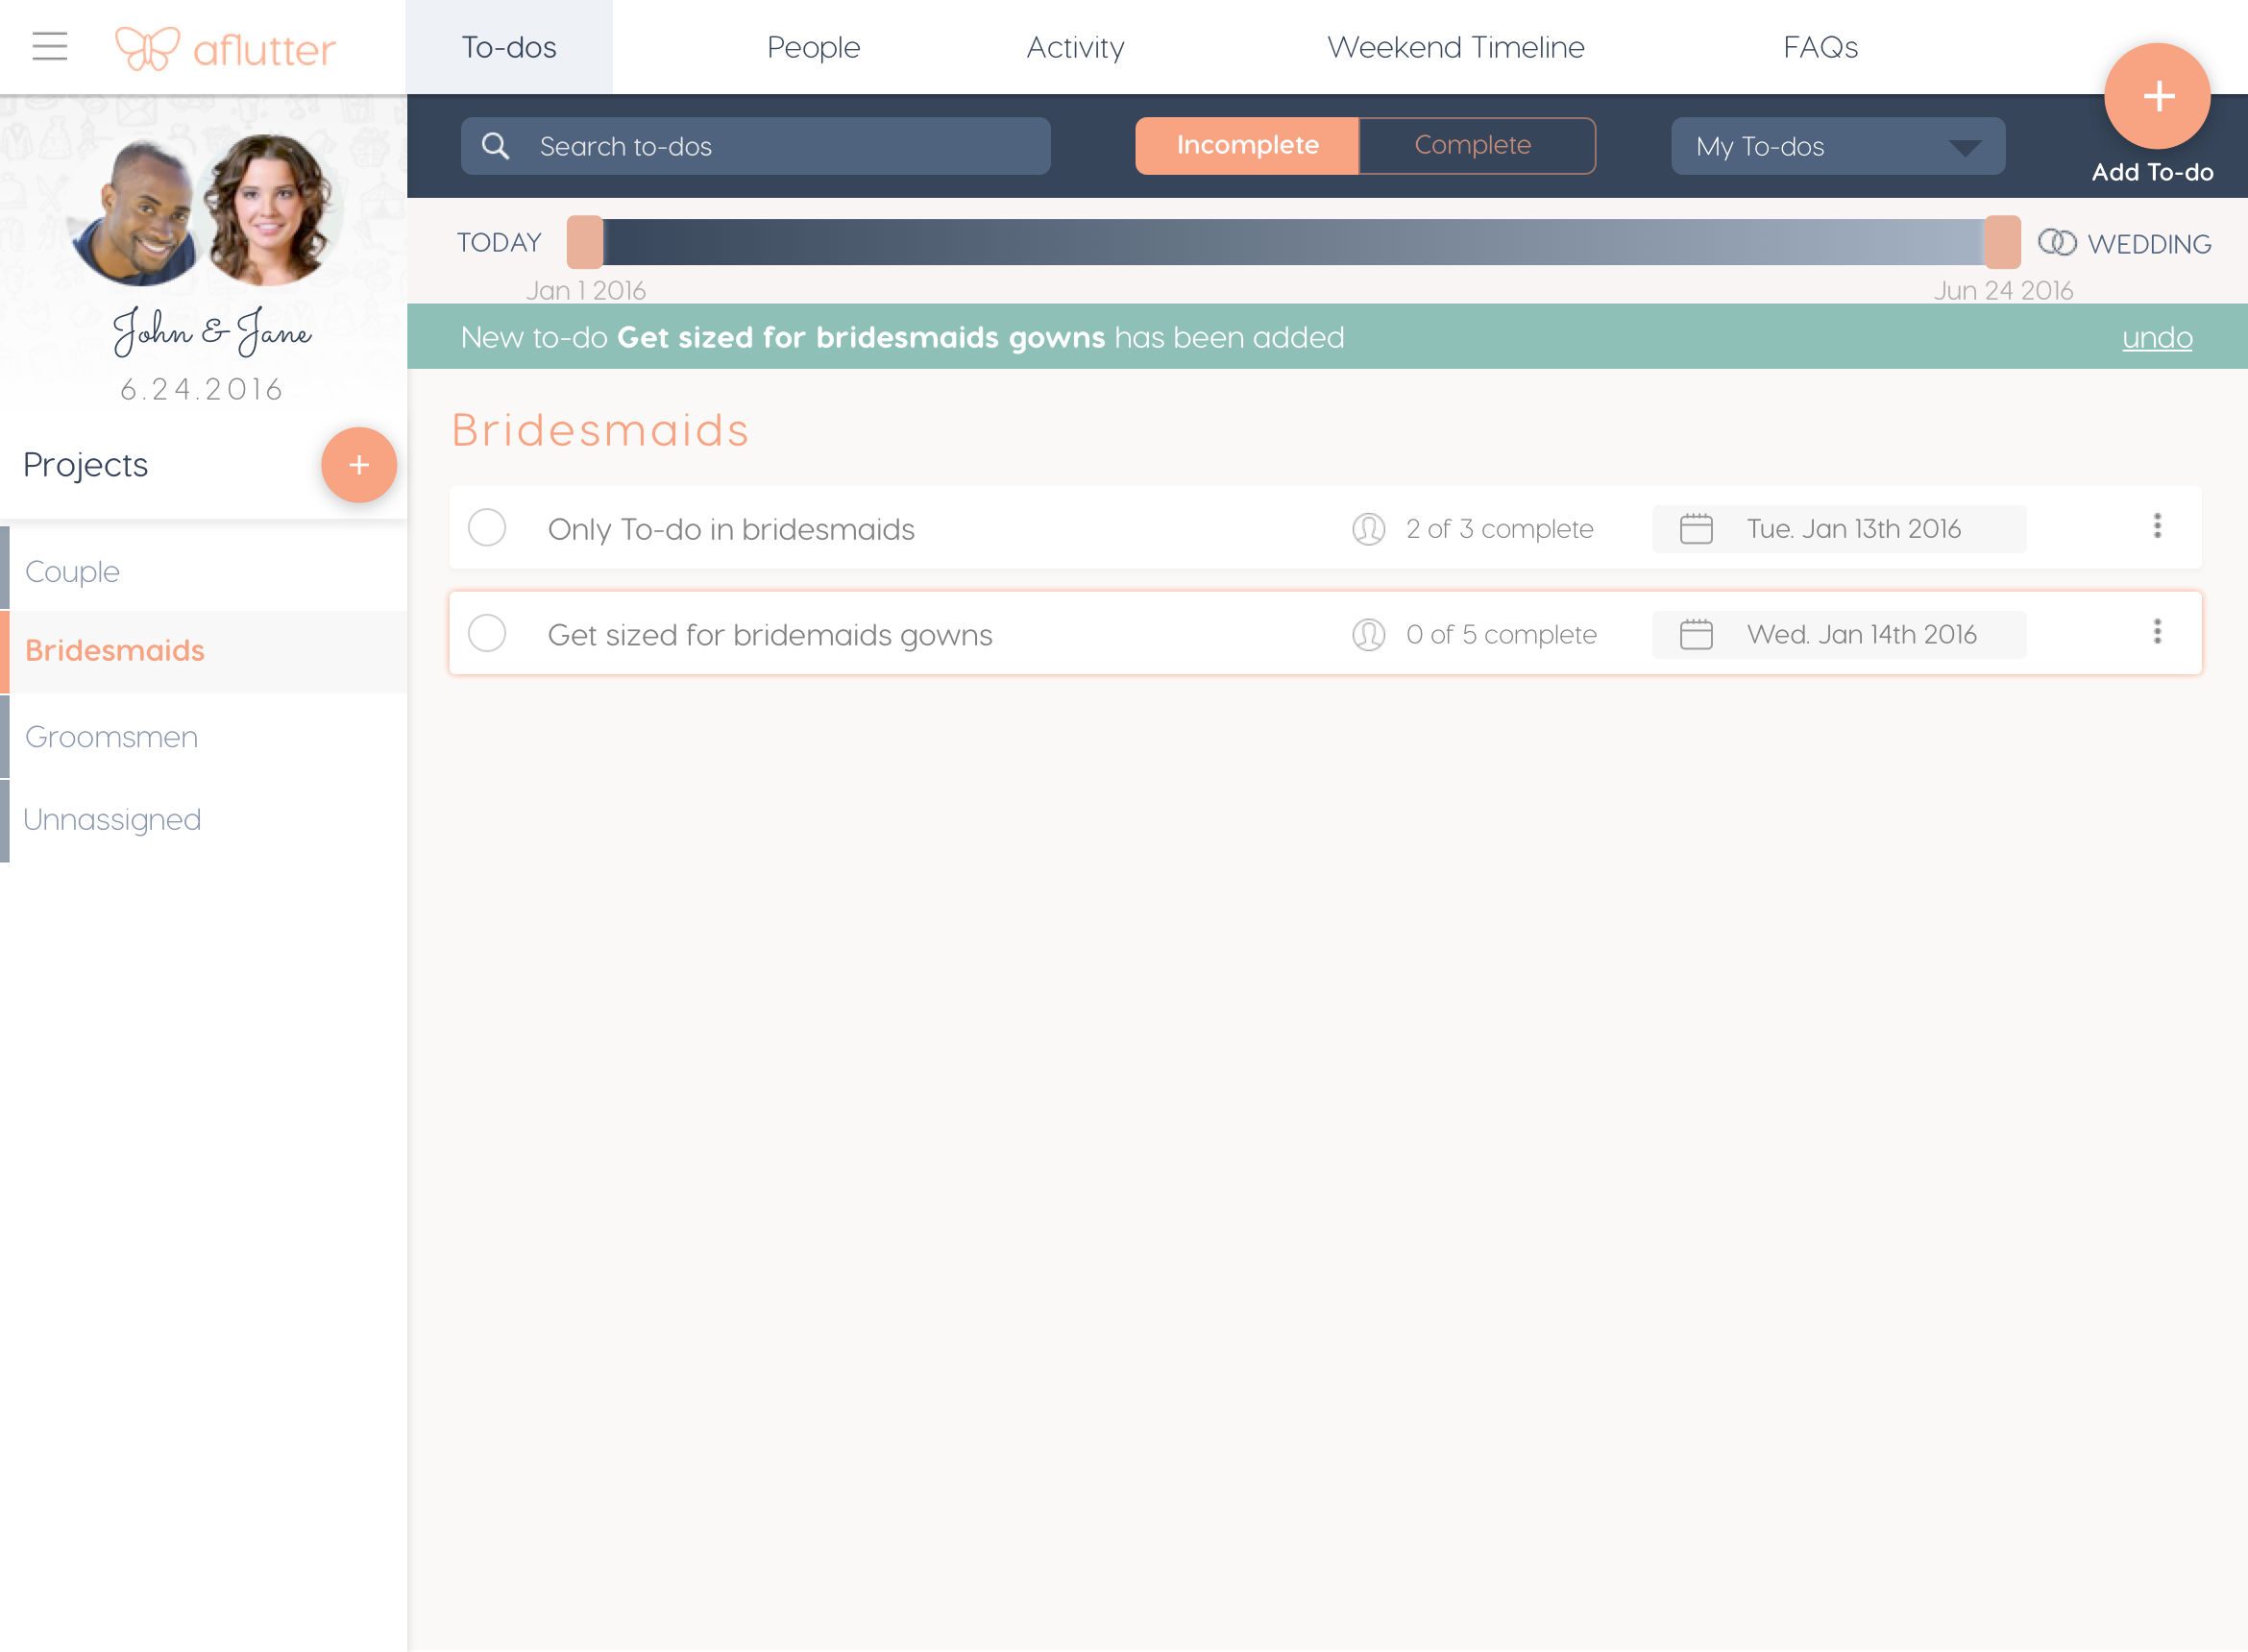 aflutter
To-dos
People
Activity
Weekend Timeline
FAQs
Search to-dos
Incomplete
Complete
My To-dos
Add To-do
TODAY
WEDDING
Jan 1 2016
Jun 24 2016
John & Jane
6.24.2016
New to-do Get sized for bridesmaids gowns has been added
undo
Projects
Couple
Bridesmaids
Groomsmen
Unnassigned
Bridesmaids
Only To-do in bridesmaids
2 of 3 complete
Tue. Jan 13th 2016
Get sized for bridemaids gowns
0 of 5 complete
Wed. Jan 14th 2016